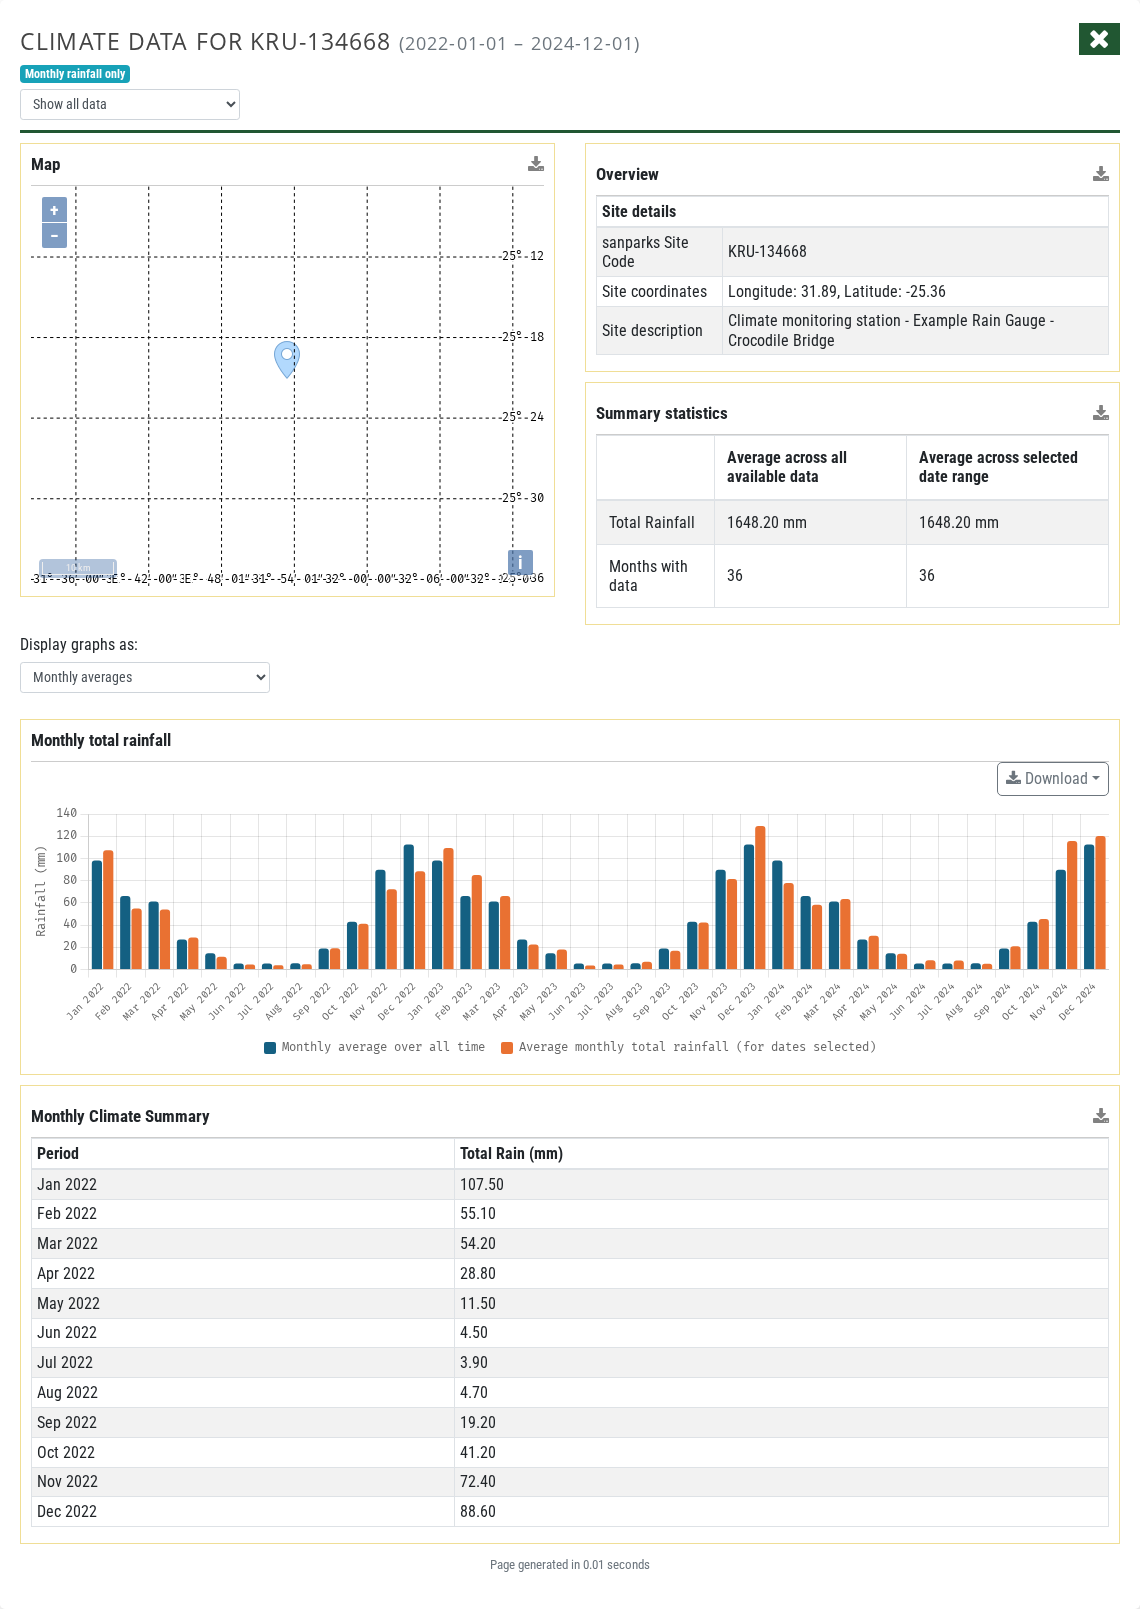 CLIMATE DATA FOR KRU-134668 (2022-01-01 – 2024-12-01)
Monthly rainfall only
Show all data
Map
+
−
25° 12
25° 18
25° 24
25° 30
25° 36
10 km
i
Overview
Site details
sanparks Site Code KRU-134668
Site coordinates Longitude: 31.89, Latitude: -25.36
Site description Climate monitoring station - Example Rain Gauge -
Crocodile Bridge
Summary statistics
Average across all available data Average across selected date range
Total Rainfall 1648.20 mm 1648.20 mm
Months with data 36 36
Display graphs as:
Monthly averages
Monthly total rainfall
Download
Rainfall (mm)
140
120
100
80
60
40
20
0
Jan 2022 Feb 2022 Mar 2022 Apr 2022 May 2022 Jun 2022 Jul 2022 Aug 2022 Sep 2022 Oct 2022 Nov 2022 Dec 2022 Jan 2023 Feb 2023 Mar 2023 Apr 2023 May 2023 Jun 2023 Jul 2023 Aug 2023 Sep 2023 Oct 2023 Nov 2023 Dec 2023 Jan 2024 Feb 2024 Mar 2024 Apr 2024 May 2024 Jun 2024 Jul 2024 Aug 2024 Sep 2024 Oct 2024 Nov 2024 Dec 2024
Monthly average over all time Average monthly total rainfall (for dates selected)
Monthly Climate Summary
Period Total Rain (mm)
Jan 2022 107.50
Feb 2022 55.10
Mar 2022 54.20
Apr 2022 28.80
May 2022 11.50
Jun 2022 4.50
Jul 2022 3.90
Aug 2022 4.70
Sep 2022 19.20
Oct 2022 41.20
Nov 2022 72.40
Dec 2022 88.60
Page generated in 0.01 seconds